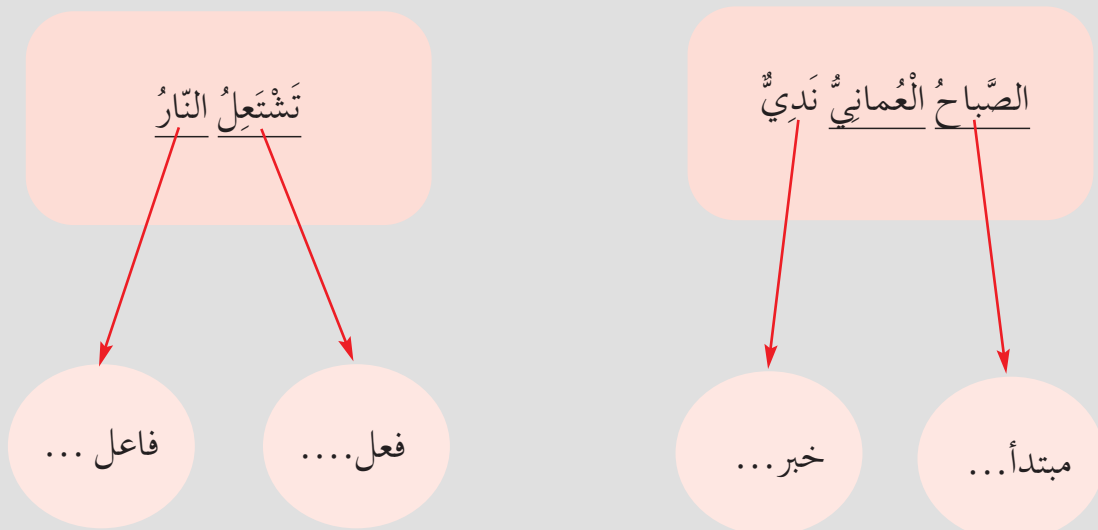 الصَّباحُ الْعُمانِيُّ نَدِيٌّ
تَشْتَعِلُ النّارُ
مبتدأ...
خبر...
فعل....
فاعل ...